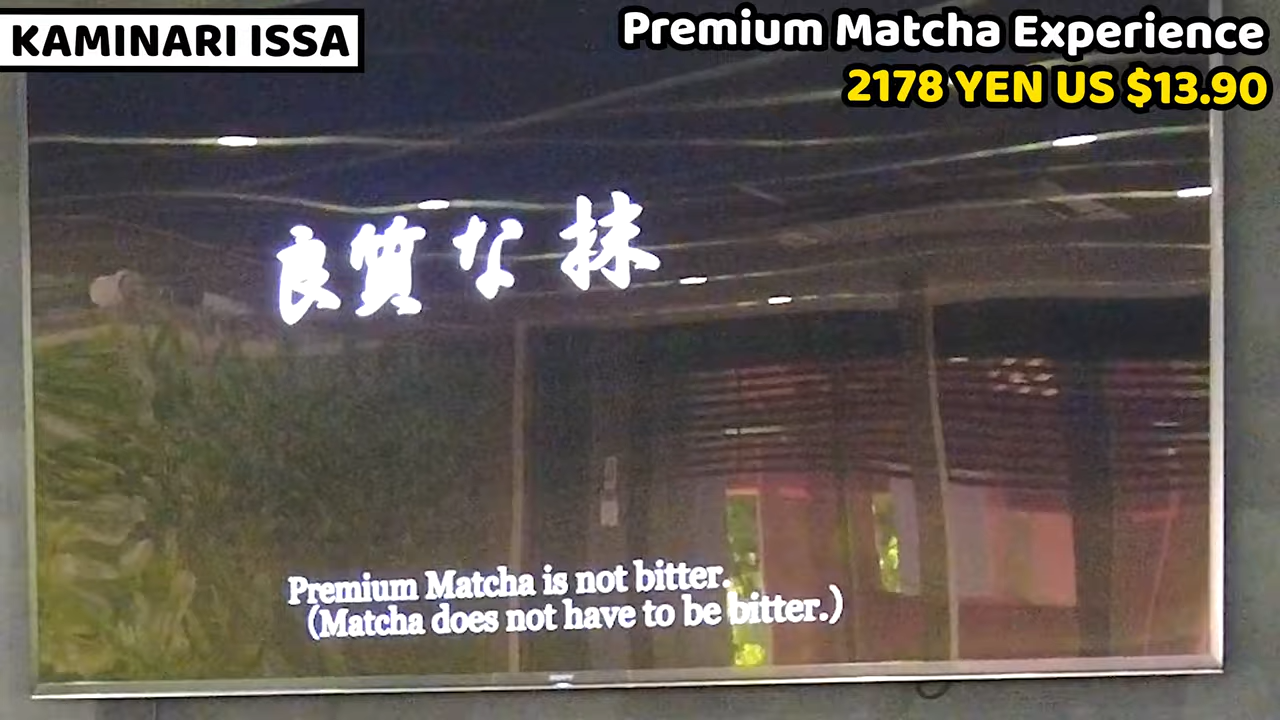 KAMINARI ISSA
Premium Matcha Experience
2178 YEN US $13.90
良質な抹
Premium Matcha is not bitter.
(Matcha does not have to be bitter.)